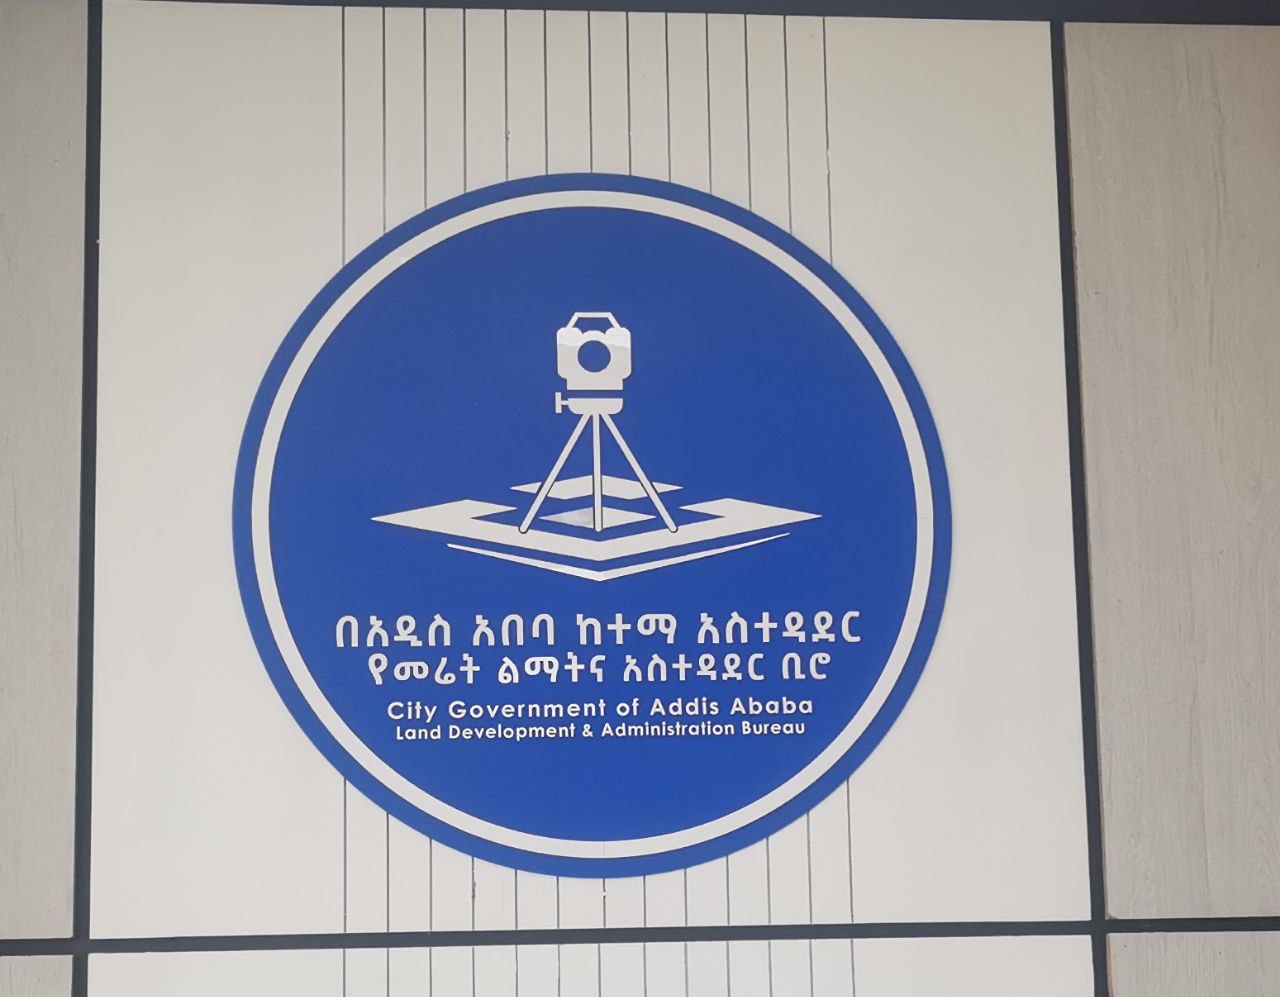 በአዲስ አበባ ከተማ አስተዳደር
የመሬት ልማትና አስተዳደር ቢሮ
City Government of Addis Ababa
Land Development & Administration Bureau